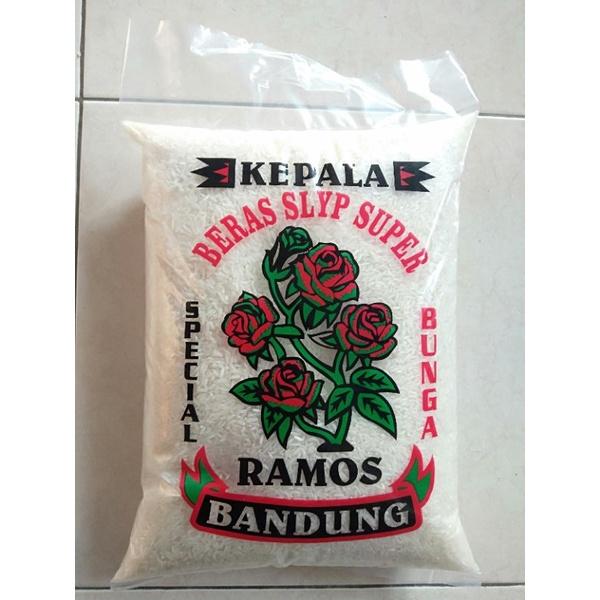 KEPALA
BERAS SLYP SUPER
SPECIAL
BUNGA
RAMOS
BANDUNG